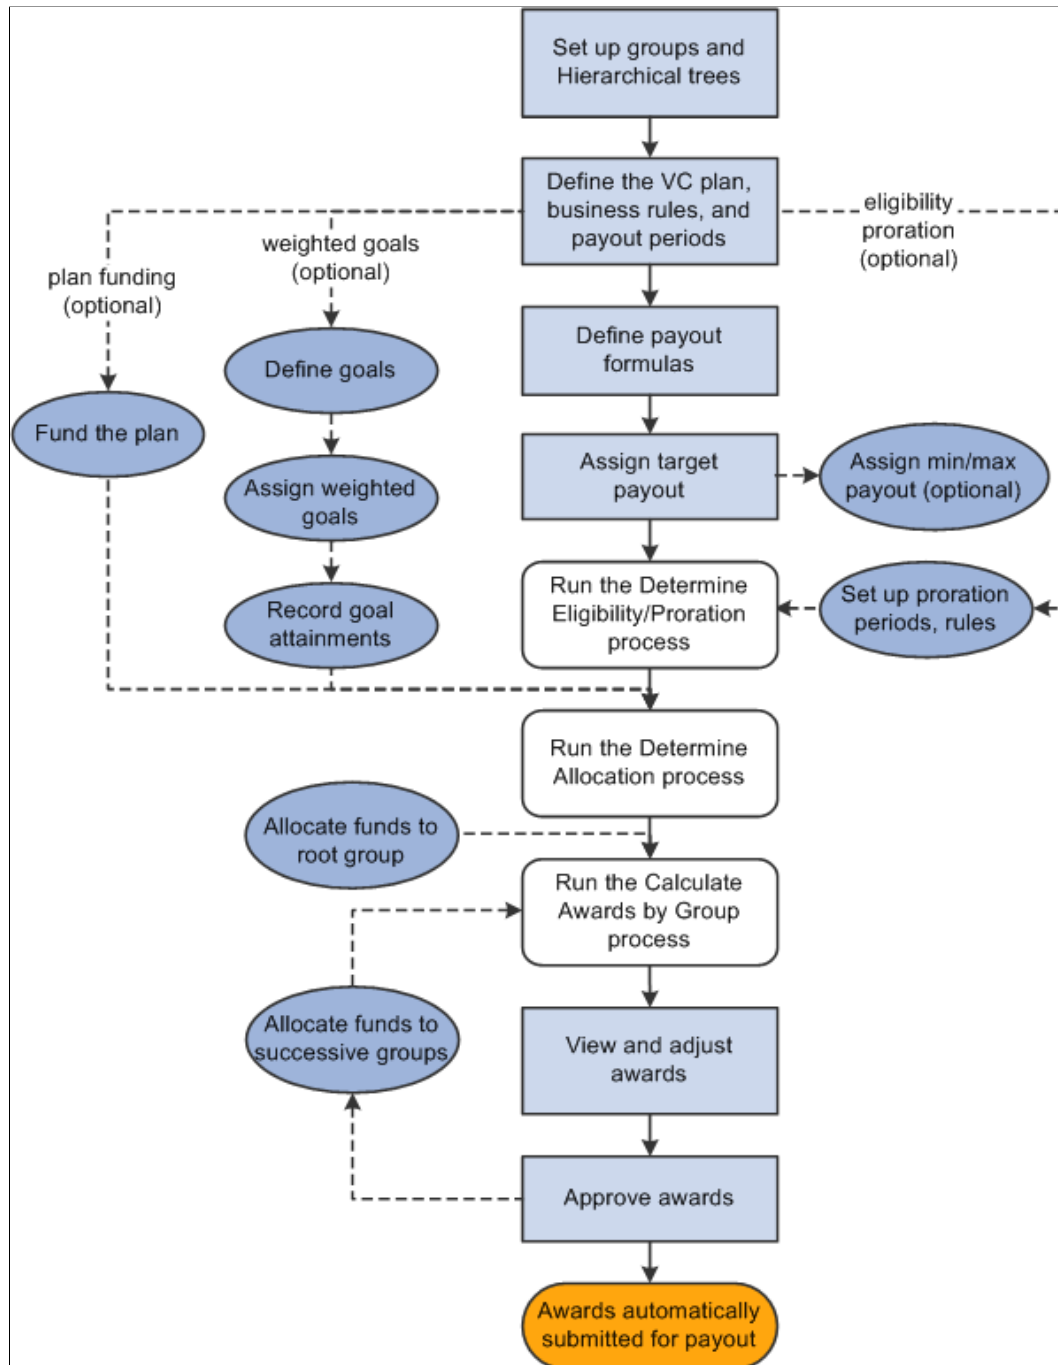 Set up groups and
Hierarchical trees
Define the VC plan,
business rules, and
payout periods
eligibility
proration
(optional)
weighted goals
(optional)
plan funding
(optional)
Define payout
formulas
Define goals
Fund the plan
Assign target
payout
Assign min/max
payout (optional)
Assign weighted
goals
Run the Determine
Eligibility/Proration
process
Set up proration
periods, rules
Record goal
attainments
Run the Determine
Allocation process
Allocate funds to
root group
Run the Calculate
Awards by Group
process
Allocate funds to
successive groups
View and adjust
awards
Approve awards
Awards automatically
submitted for payout